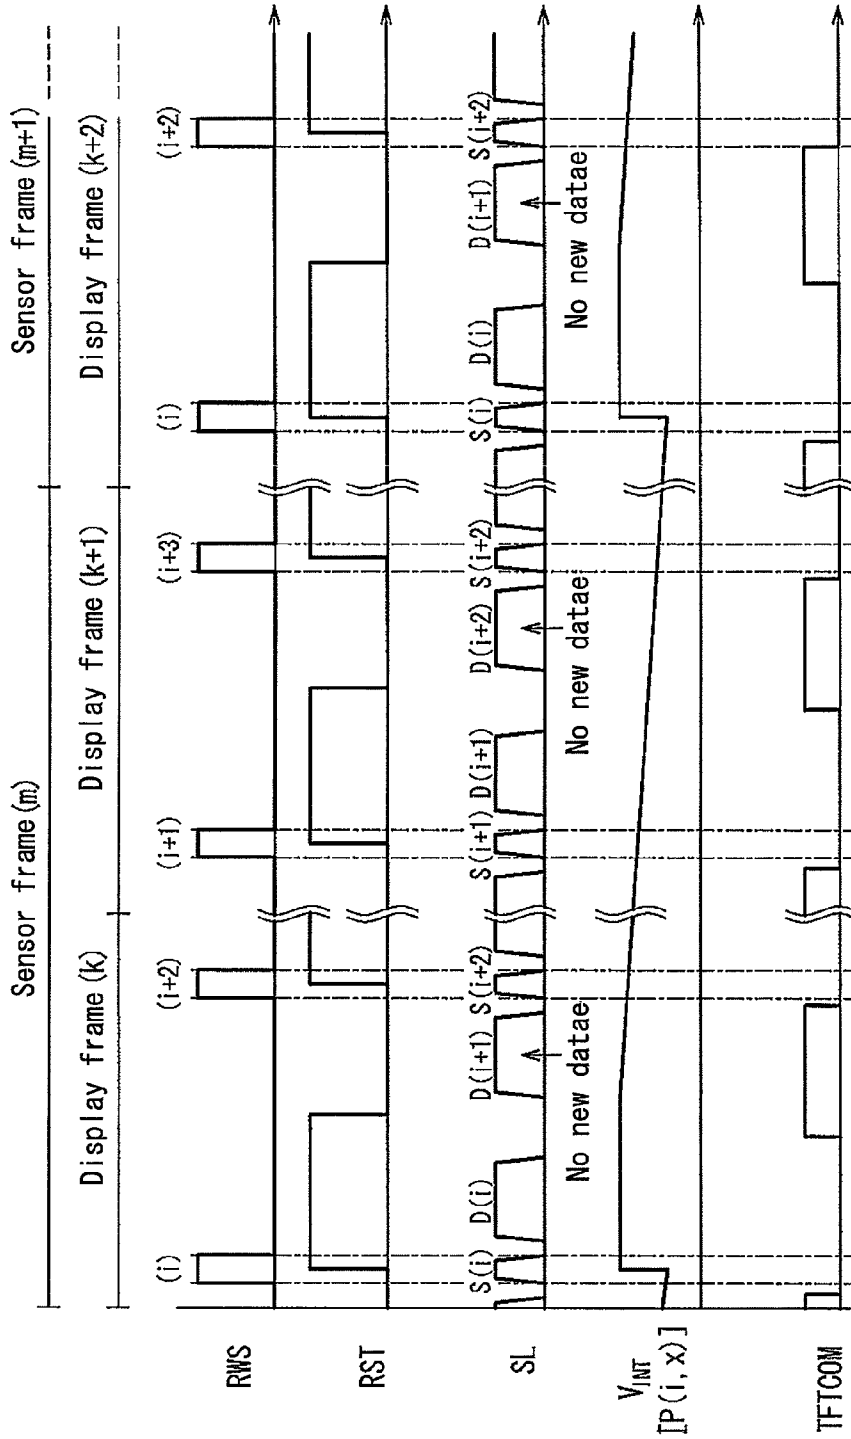 Sensor frame(m)
Sensor frame(m+1)
Display frame(k)
Display frame(k+1)
Display frame(k+2)
RWS
(i)
(i+2)
(i+1)
(i+3)
(i)
(i+2)
RST
SL
S(i)
D(i)
D(i+1)
S(i+2)
S(i+1)
D(i+1)
D(i+2)
S(i+2)
S(i)
D(i)
D(i+1)
S(i+2)
No new datae
No new datae
No new datae
VINT
[P(i,x)]
TFTCOM